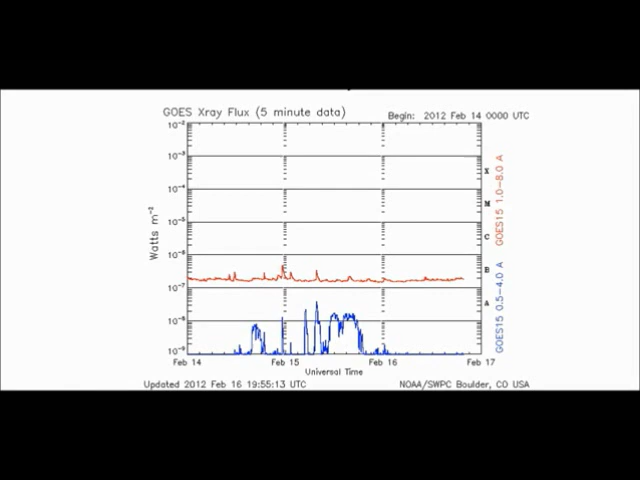 GOES Xray Flux (5 minute data)
Begin: 2012 Feb 14 0000 UTC
10-2
10-3
10-4
10-5
10-6
10-7
10-8
10-9
Watts m-2
X
M
C
B
A
GOES15 1.0-8.0 A
GOES15 0.5-4.0 A
Feb 14
Feb 15
Feb 16
Feb 17
Universal Time
Updated 2012 Feb 16 19:55:13 UTC
NOAA/SWPC Boulder, CO USA